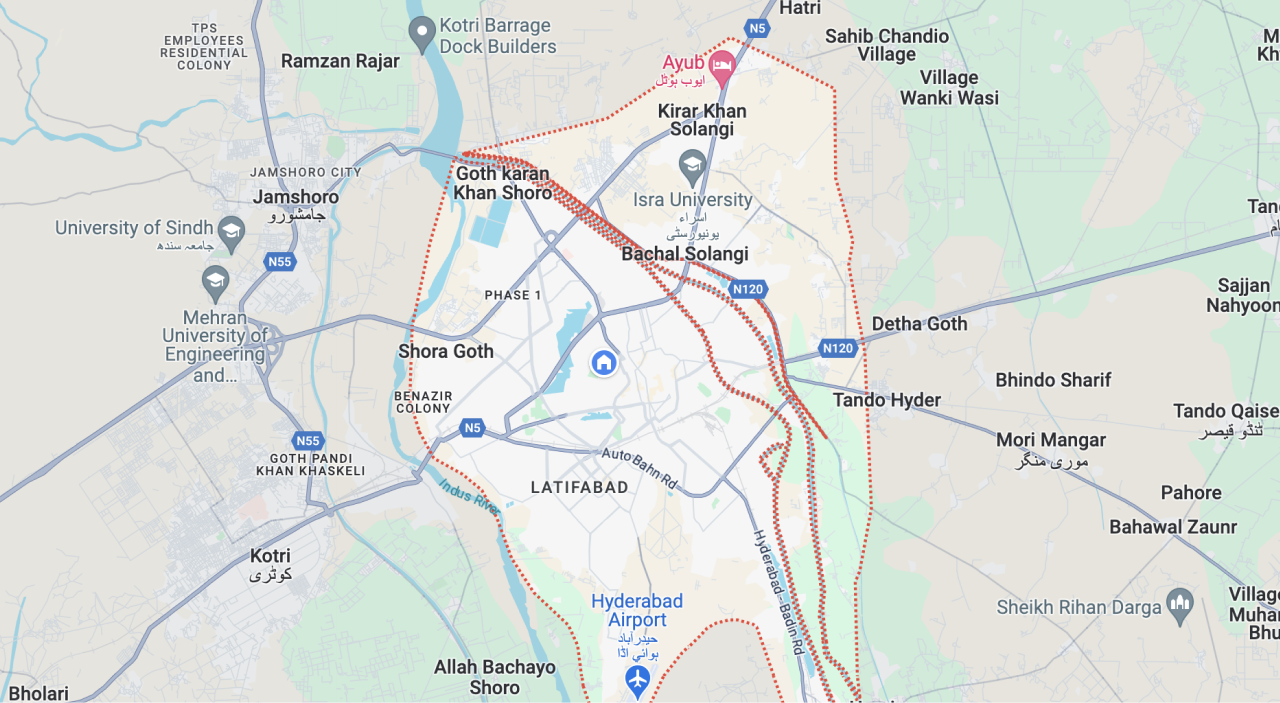 Hatri
N5
TPS
EMPLOYEES
RESIDENTIAL
COLONY
Kotri Barrage
Dock Builders
Ramzan Rajar
Sahib Chandio
Village
Village
Wanki Wasi
Ayub
ایوب ہوٹل
Kirar Khan
Solangi
JAMSHORO CITY
Jamshoro
جامشورو
Goth karan
Khan Shoro
Isra University
اسراء
یونیورسٹی
University of Sindh
جامعہ سندھ
Bachal Solangi
N55
PHASE 1
N120
Sajjan
Nahyoon
Mehran
University of
Engineering
and...
Detha Goth
N120
Shora Goth
Bhindo Sharif
BENAZIR
COLONY
Tando Hyder
Tando Qaise
ٹنڈو قیصر
N5
N55
Mori Mangar
موری منگر
GOTH PANDI
KHAN KHASKELI
Auto Bahn Rd
LATIFABAD
Indus River
Pahore
Bahawal Zaunr
Kotri
کوٹری
Hyderabad - Badin Rd
Hyderabad
Airport
حیدرآباد
ہوائی اڈا
Sheikh Rihan Darga
Village
Muhar
Bhu
Allah Bachayo
Shoro
Bholari